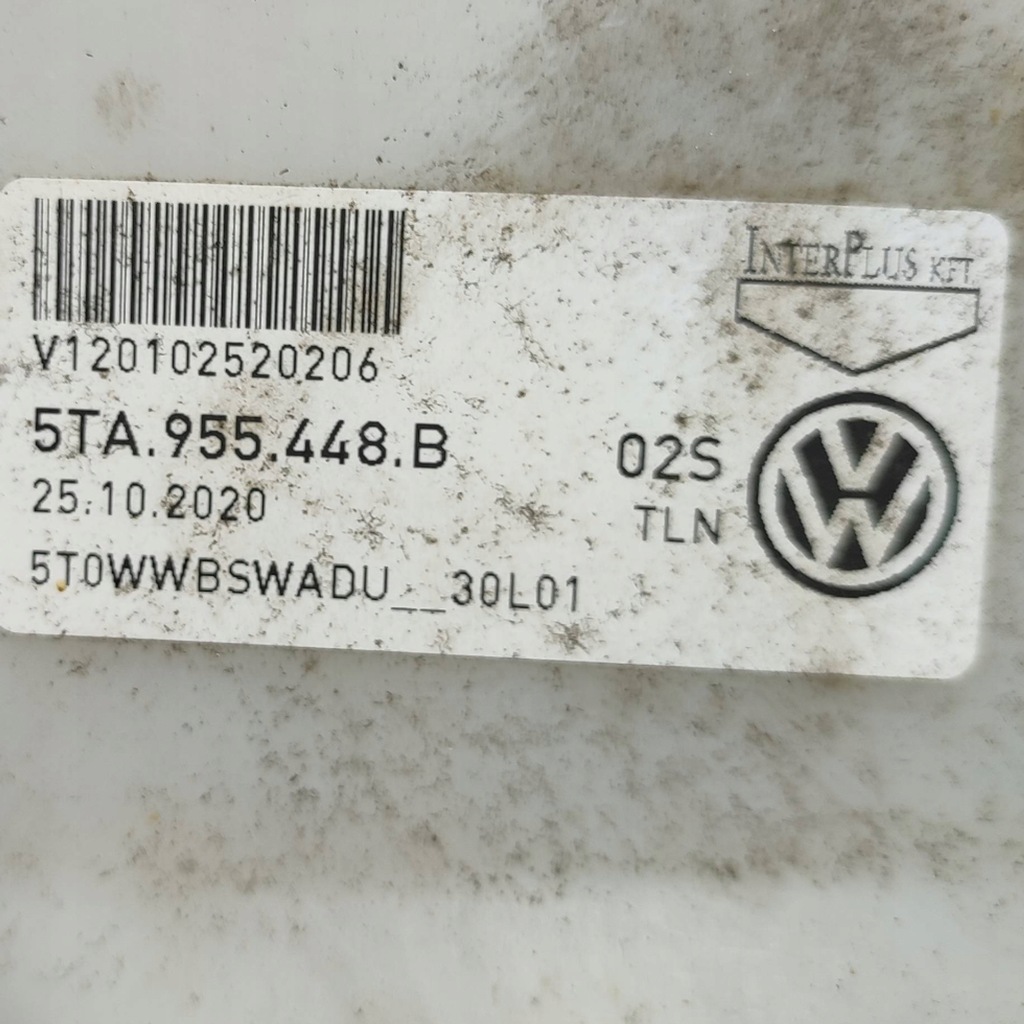 INTERPLUS KFT.
V120102520206
5TA.955.448.B
02S
25.10.2020
TLN
5T0WWBSWADU__30L01